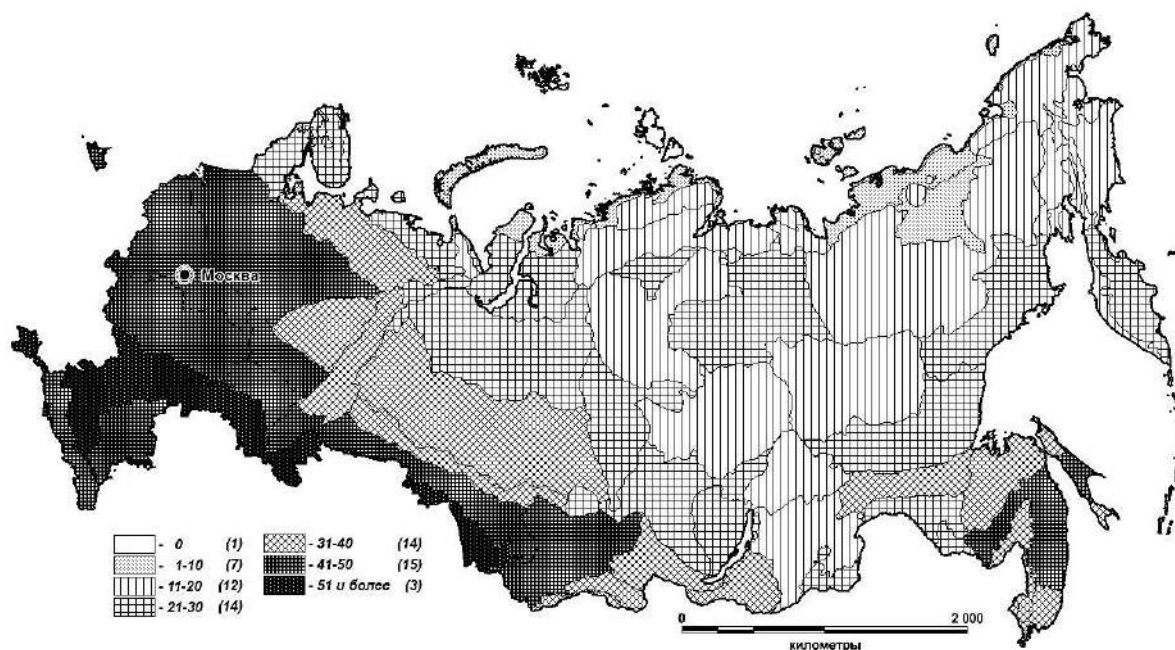 Москва
- 0 (1)
- 1-10 (7)
- 11-20 (12)
- 21-30 (14)
- 31-40 (14)
- 41-50 (15)
- 51 и более (3)
0 2 000
километры